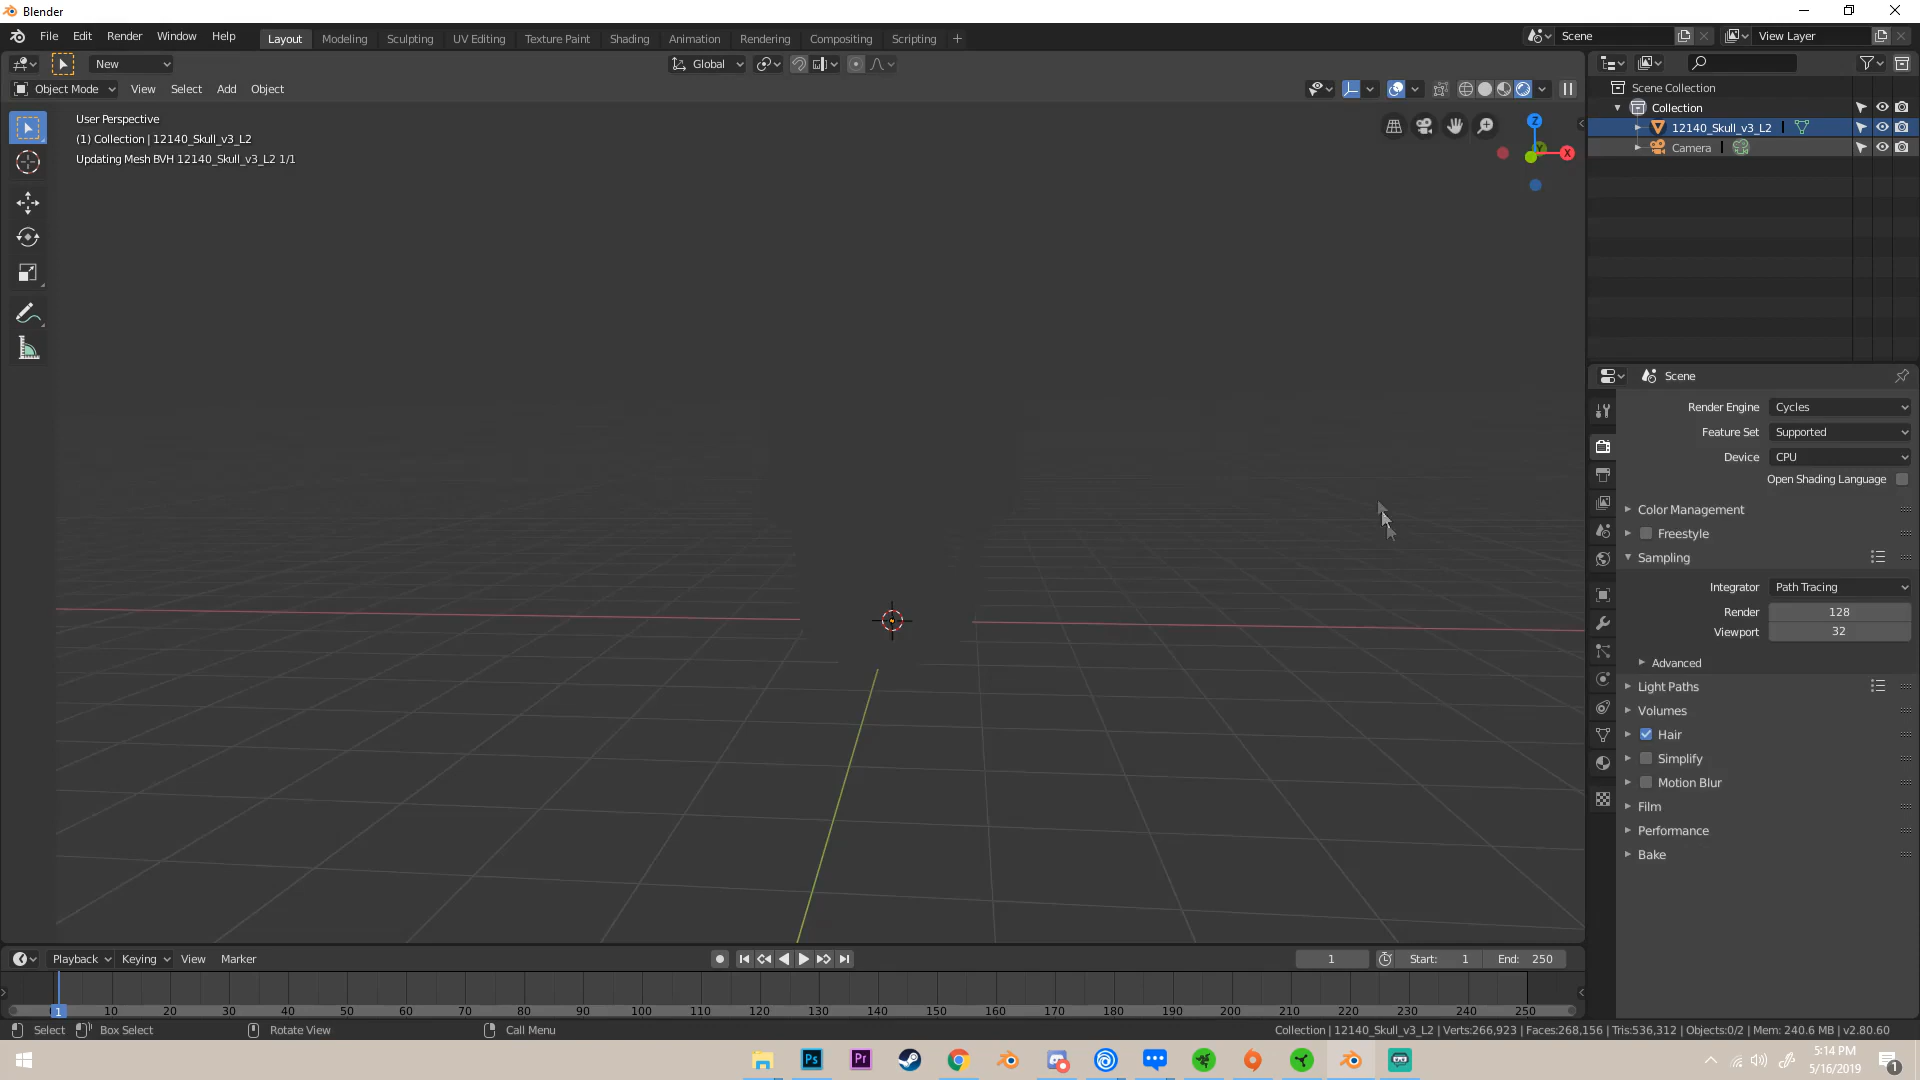 Blender
File Edit Render Window Help Layout Modeling Sculpting UV Editing Texture Paint Shading Animation Rendering Compositing Scripting + Scene View Layer
New Global
Object Mode View Select Add Object
User Perspective
(1) Collection | 12140_Skull_v3_L2
Updating Mesh BVH 12140_Skull_v3_L2 1/1
Z
Y
X
Scene Collection
Collection
12140_Skull_v3_L2
Camera
Scene
Render Engine Cycles
Feature Set Supported
Device CPU
Open Shading Language
Color Management
Freestyle
Sampling
Integrator Path Tracing
Render 128
Viewport 32
Advanced
Light Paths
Volumes
Hair
Simplify
Motion Blur
Film
Performance
Bake
Playback Keying View Marker 1 Start: 1 End: 250
1 10 20 30 40 50 60 70 80 90 100 110 120 130 140 150 160 170 180 190 200 210 220 230 240 250
Select Box Select Rotate View Call Menu Collection | 12140_Skull_v3_L2 | Verts:266,923 | Faces:268,156 | Tris:536,312 | Objects:0/2 | Mem: 240.6 MB | v2.80.60
Ps Pr
5:14 PM
5/16/2019
1